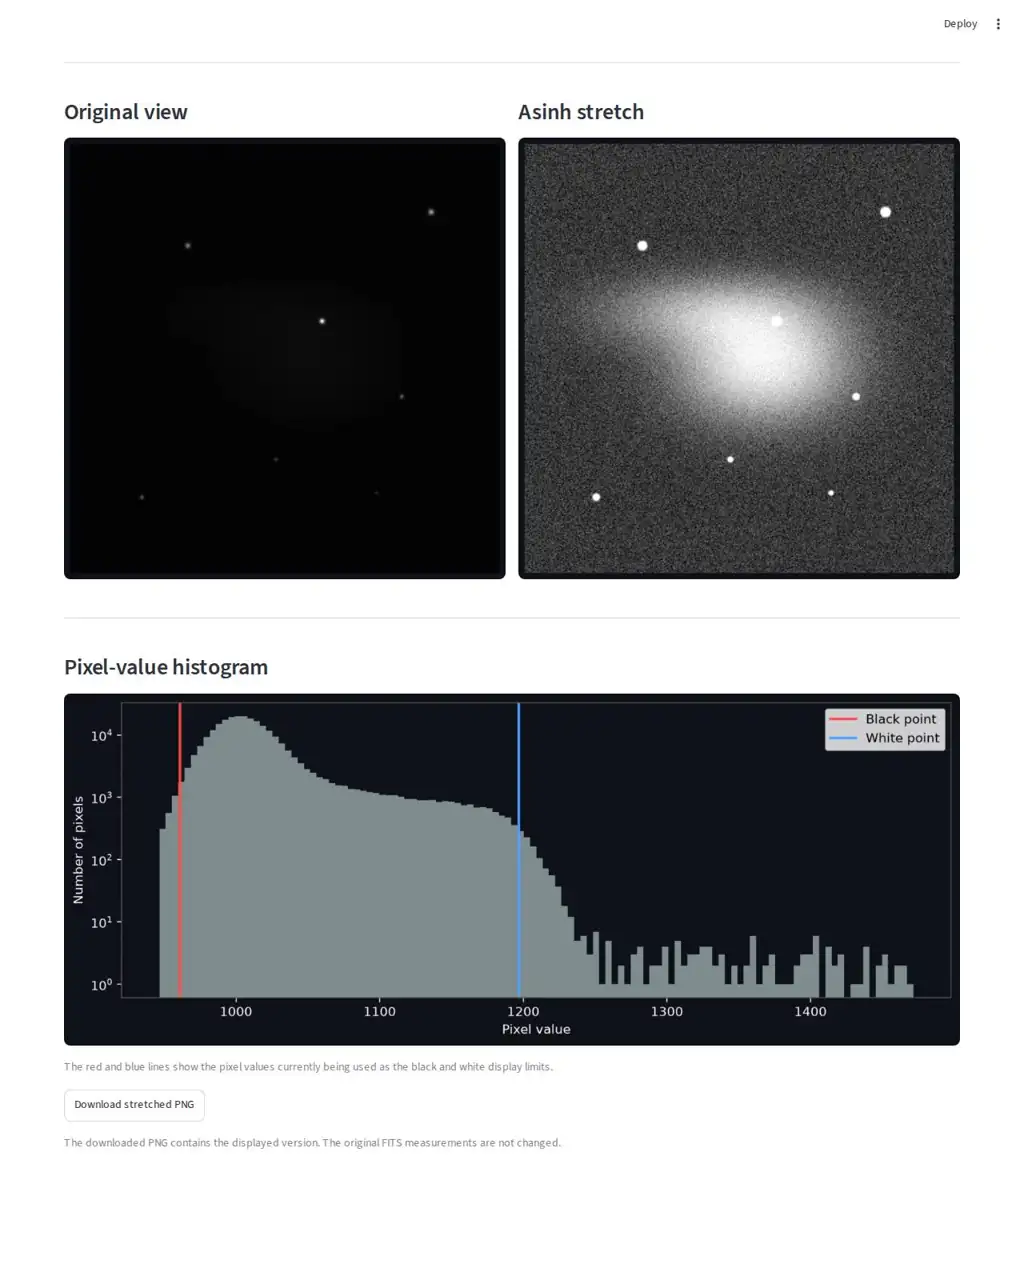 Deploy
Original view
Asinh stretch
Pixel-value histogram
Black point
White point
10⁴
10³
10²
10¹
10⁰
Number of pixels
1000 1100 1200 1300 1400
Pixel value
The red and blue lines show the pixel values currently being used as the black and white display limits.
Download stretched PNG
The downloaded PNG contains the displayed version. The original FITS measurements are not changed.